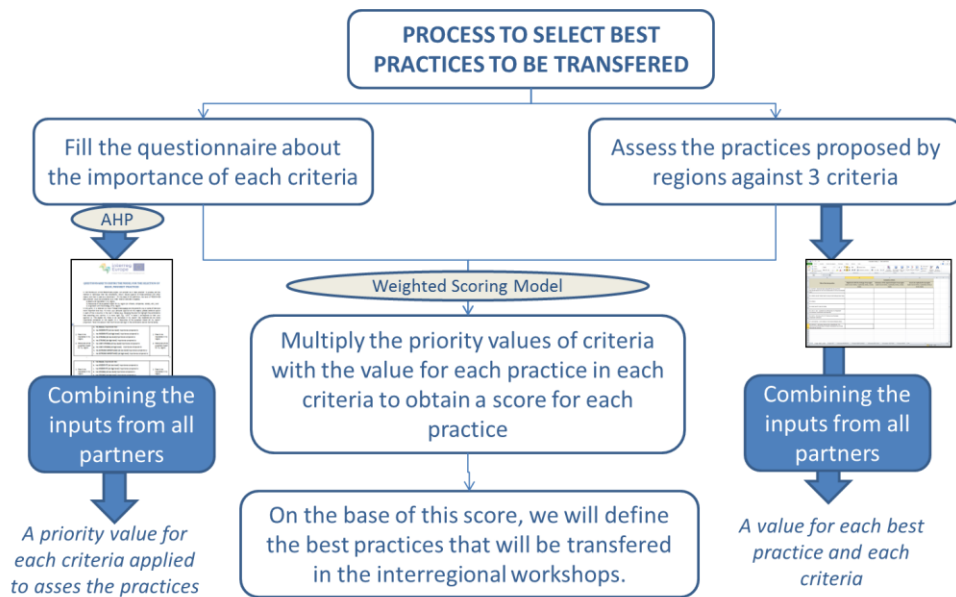 PROCESS TO SELECT BEST
PRACTICES TO BE TRANSFERED
Fill the questionnaire about
the importance of each criteria
Assess the practices proposed by
regions against 3 criteria
AHP
Weighted Scoring Model
Multiply the priority values of criteria
with the value for each practice in each
criteria to obtain a score for each
practice
Combining the
inputs from all
partners
Combining the
inputs from all
partners
On the base of this score, we will define
the best practices that will be transfered
in the interregional workshops.
A priority value for
each criteria applied
to asses the practices
A value for each best
practice and each
criteria